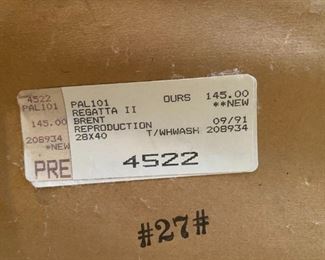 4522
PAL101
145.00
208934
*NEW
PRE
PAL101 OURS 145.00
REGATTA II **NEW
BRENT
REPRODUCTION 09/91
28X40 T/WHWASH 208934
4522
#27#